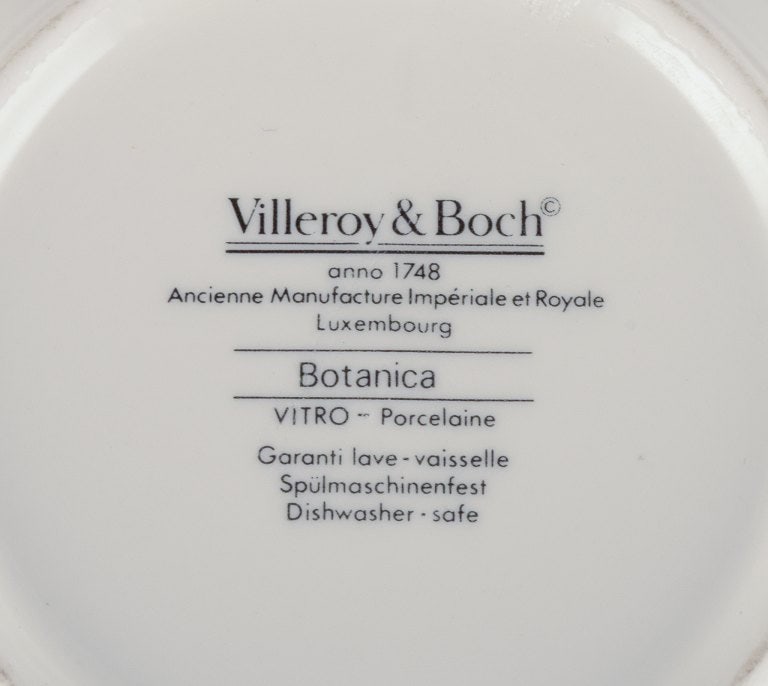 Villeroy & Boch©
anno 1748
Ancienne Manufacture Impériale et Royale
Luxembourg
Botanica
VITRO - Porcelaine
Garanti lave-vaisselle
Spülmaschinenfest
Dishwasher - safe